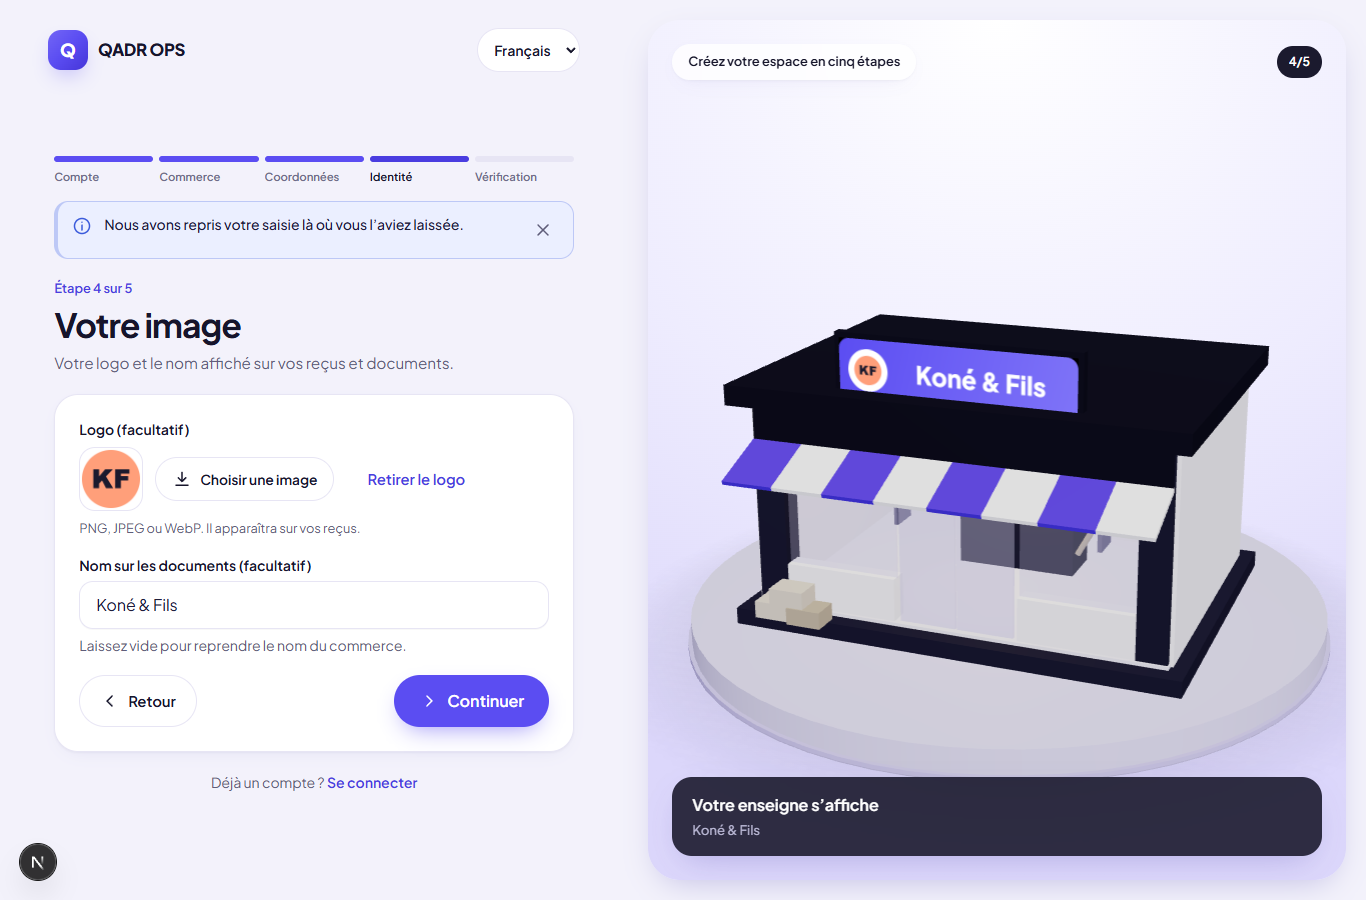 Q QADR OPS
Français
Compte Commerce Coordonnées Identité Vérification
Nous avons repris votre saisie là où vous l’aviez laissée.
Étape 4 sur 5
Votre image
Votre logo et le nom affiché sur vos reçus et documents.
Logo (facultatif)
KF
Choisir une image
Retirer le logo
PNG, JPEG ou WebP. Il apparaîtra sur vos reçus.
Nom sur les documents (facultatif)
Koné & Fils
Laissez vide pour reprendre le nom du commerce.
Retour
Continuer
Déjà un compte ? Se connecter
N
Créez votre espace en cinq étapes
4/5
KF Koné & Fils
Votre enseigne s’affiche
Koné & Fils